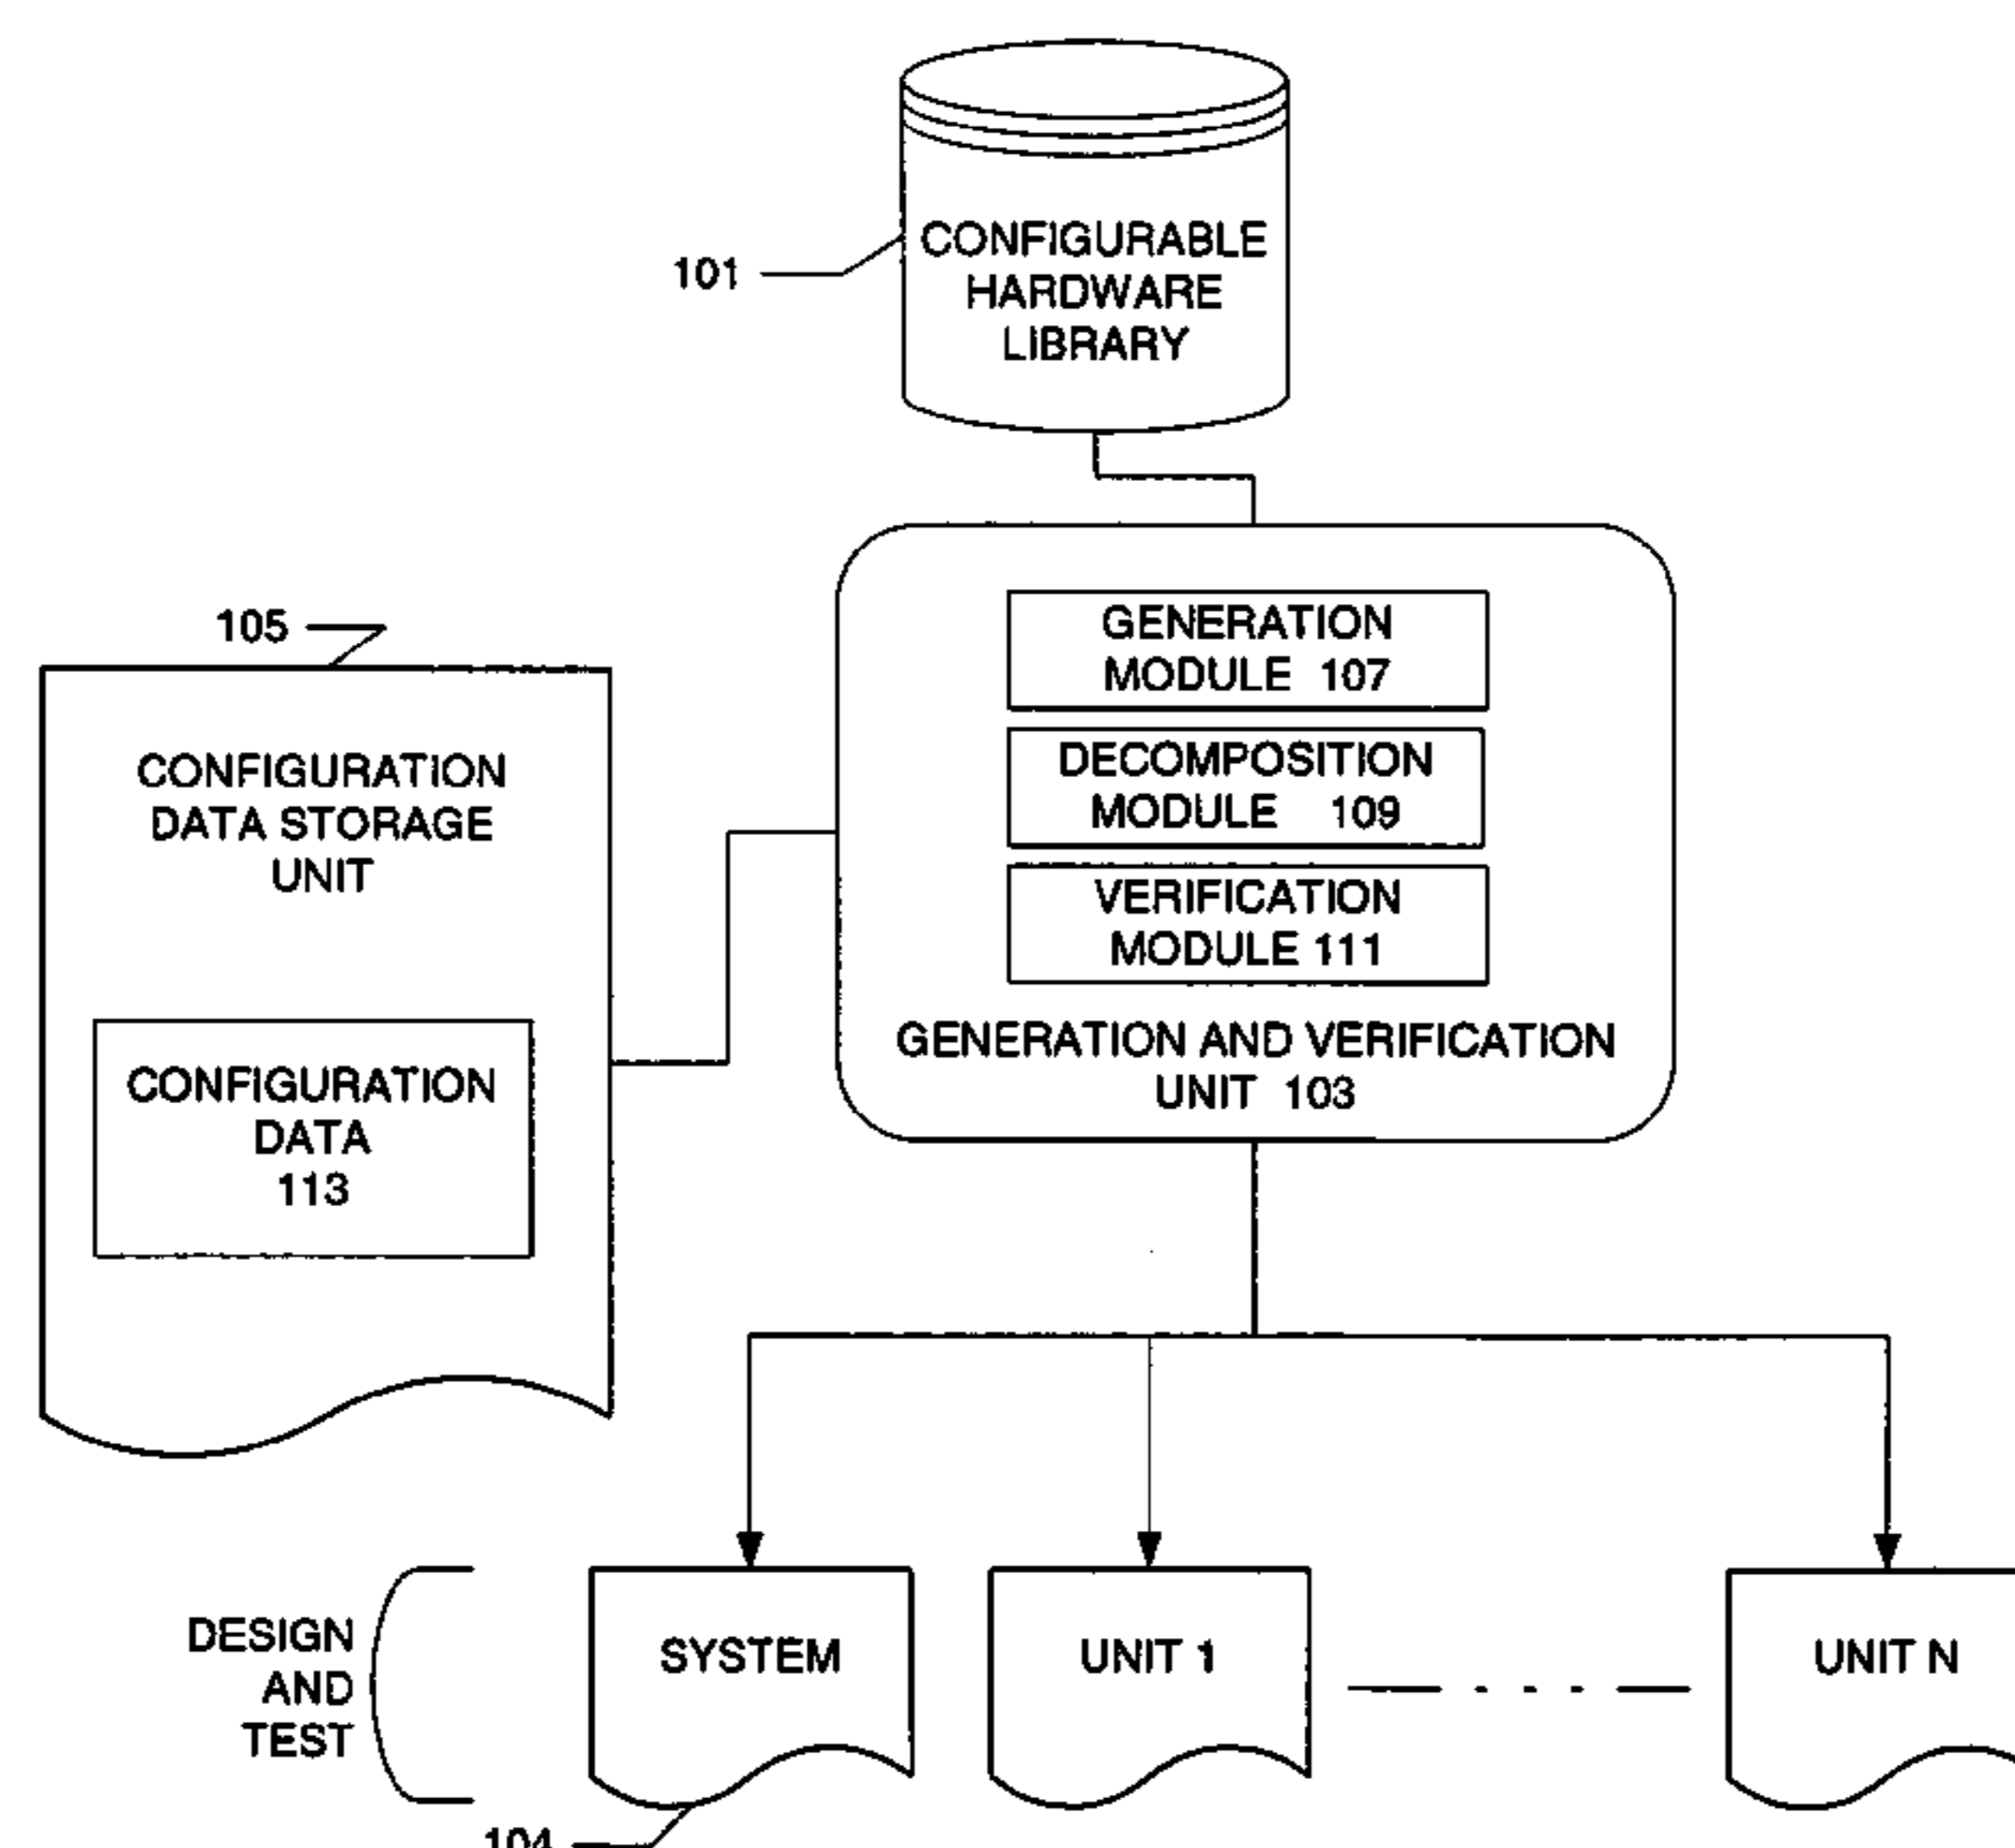 CONFIGURABLE
HARDWARE
LIBRARY
101
GENERATION
MODULE 107
DECOMPOSITION
MODULE 109
VERIFICATION
MODULE 111
GENERATION AND VERIFICATION
UNIT 103
105
CONFIGURATION
DATA STORAGE
UNIT
CONFIGURATION
DATA
113
DESIGN
AND
TEST
SYSTEM
UNIT 1
UNIT N
104